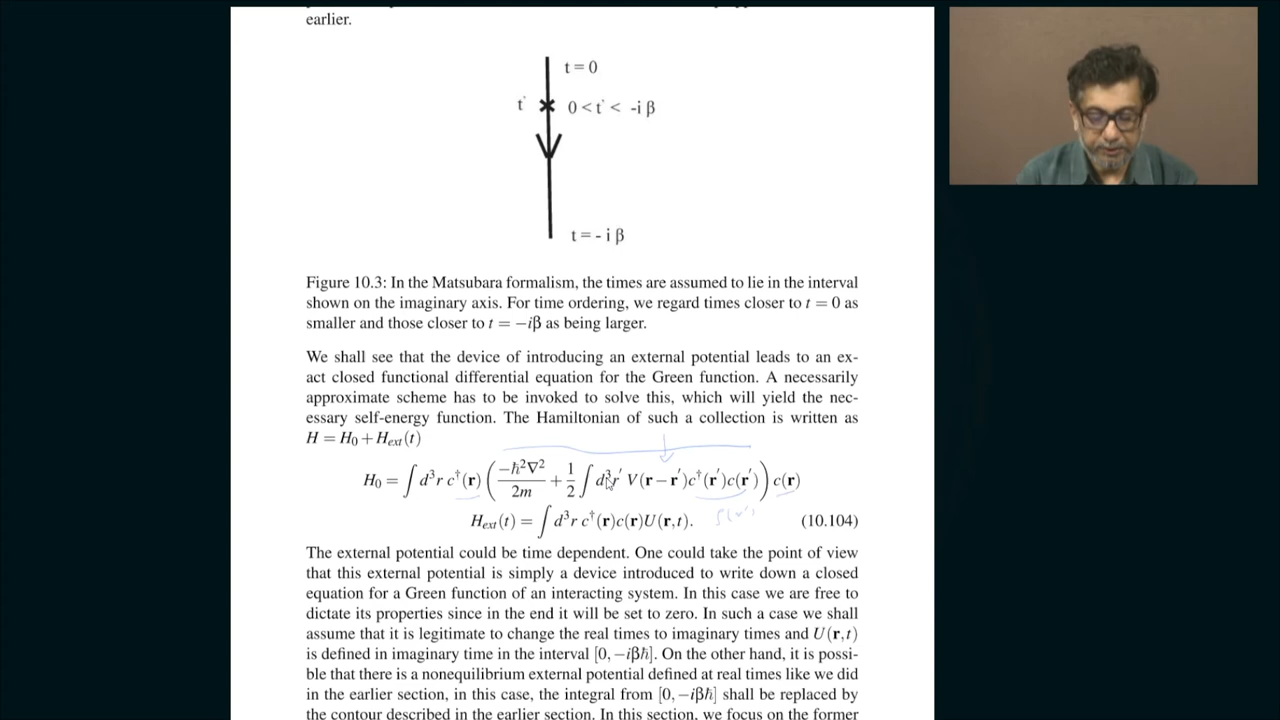 earlier.
t = 0
t' 0 < t' < -i β
t = - i β
Figure 10.3: In the Matsubara formalism, the times are assumed to lie in the interval
shown on the imaginary axis. For time ordering, we regard times closer to t = 0 as
smaller and those closer to t = −iβ as being larger.
We shall see that the device of introducing an external potential leads to an ex-
act closed functional differential equation for the Green function. A necessarily
approximate scheme has to be invoked to solve this, which will yield the nec-
essary self-energy function. The Hamiltonian of such a collection is written as
H = H₀ + Hₑₓₜ(t)
H₀ = ∫ d³r c†(r) ( −ħ²∇²/2m + 1/2 ∫ d³r′ V(r − r′)c†(r′)c(r′) ) c(r)
Hₑₓₜ(t) = ∫ d³r c†(r)c(r)U(r,t). (10.104)
ρ(r′)
The external potential could be time dependent. One could take the point of view
that this external potential is simply a device introduced to write down a closed
equation for a Green function of an interacting system. In this case we are free to
dictate its properties since in the end it will be set to zero. In such a case we shall
assume that it is legitimate to change the real times to imaginary times and U(r,t)
is defined in imaginary time in the interval [0, −iβħ]. On the other hand, it is possi-
ble that there is a nonequilibrium external potential defined at real times like we did
in the earlier section, in this case, the integral from [0, −iβħ] shall be replaced by
the contour described in the earlier section. In this section, we focus on the former